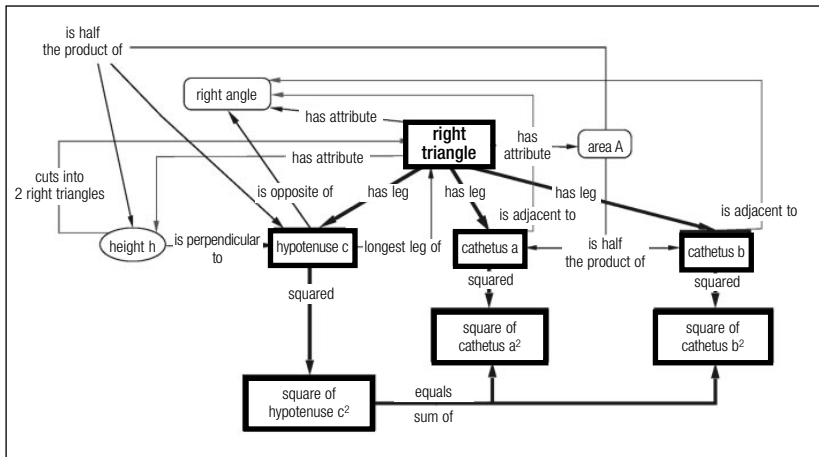 is half
the product of
right angle
has attribute
right
triangle
has
attribute
area A
has attribute
cuts into
2 right triangles
is opposite of
has leg
has leg
has leg
is adjacent to
is adjacent to
height h
is perpendicular
to
hypotenuse c
longest leg of
cathetus a
is half
the product of
cathetus b
squared
squared
squared
square of
cathetus a²
square of
cathetus b²
square of
hypotenuse c²
equals
sum of